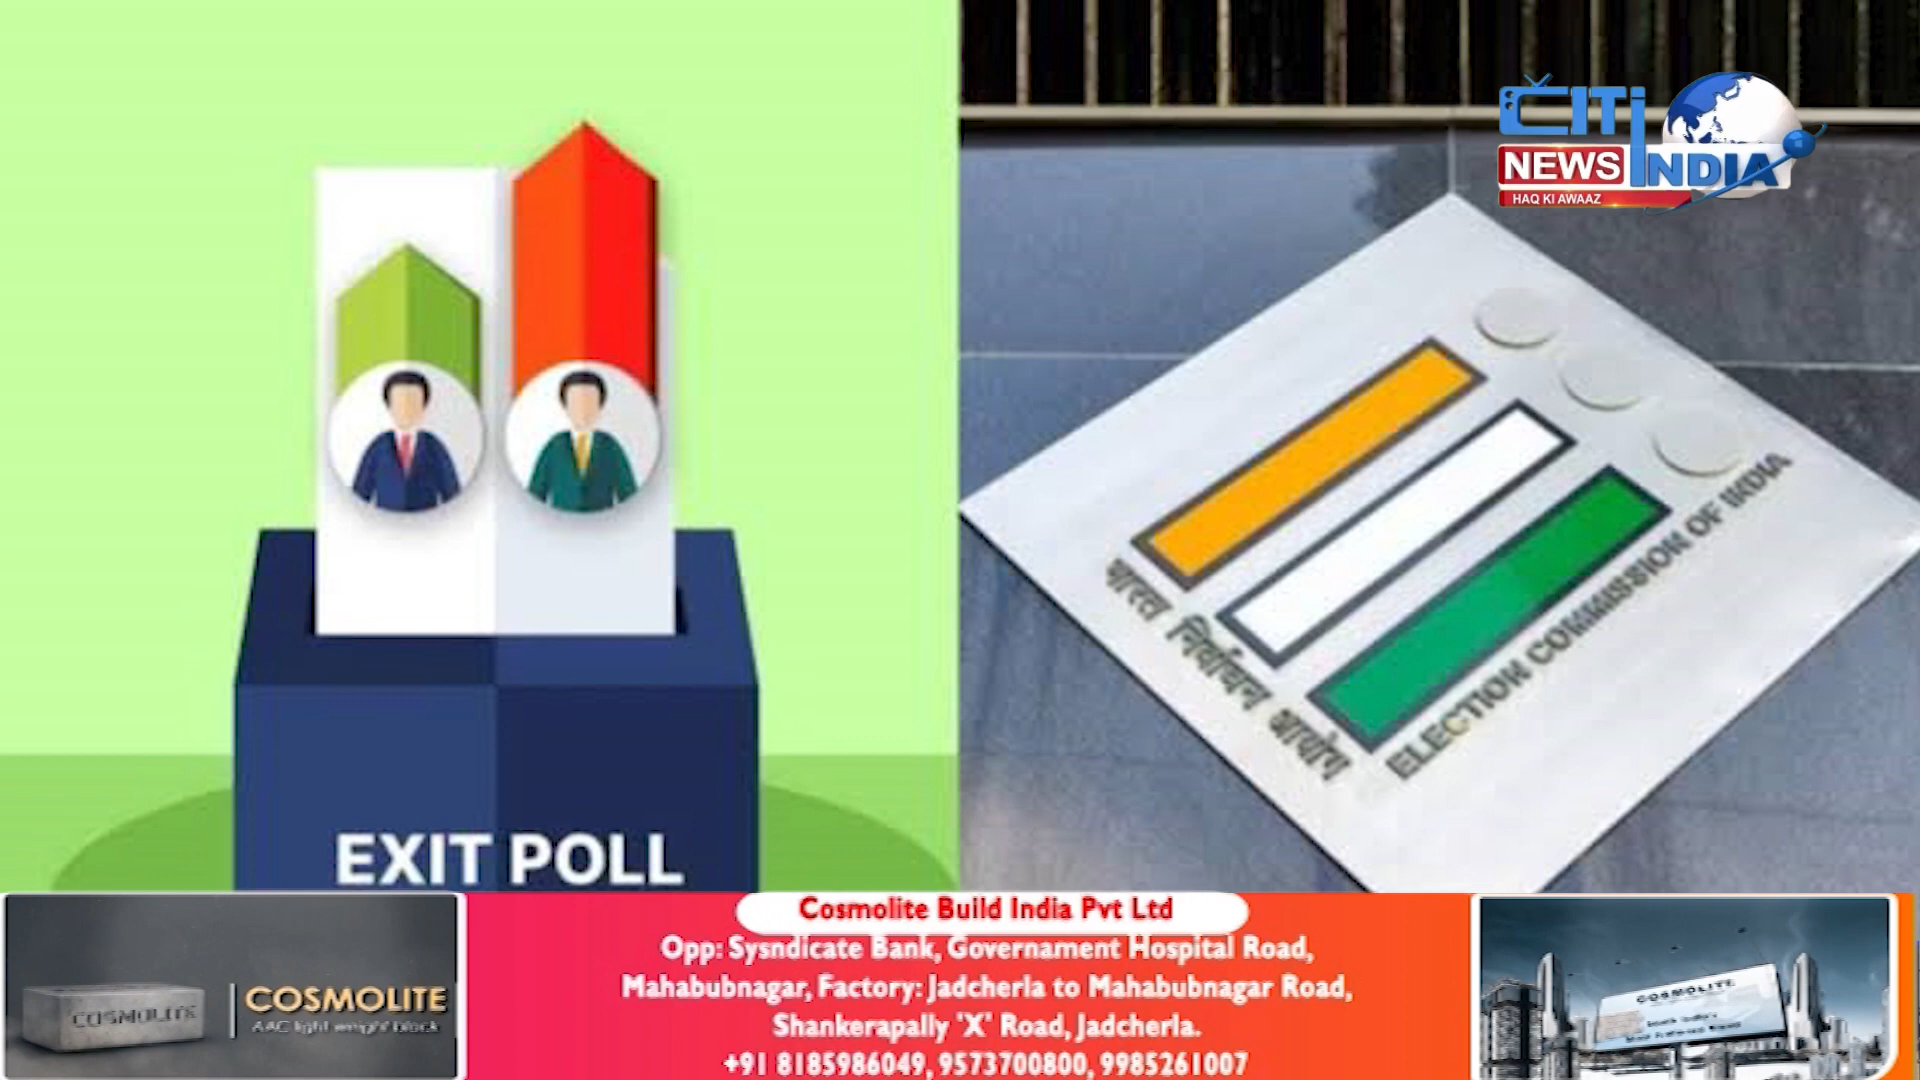 CITI
NEWS INDIA
HAQ KI AWAAZ
भारत निर्वाचन आयोग
ELECTION COMMISSION OF INDIA
EXIT POLL
COSMOLITE
COSMOLITE
AAC light weight block
Cosmolite Build India Pvt Ltd
Opp: Sysndicate Bank, Governament Hospital Road,
Mahabubnagar, Factory: Jadcherla to Mahabubnagar Road,
Shankerapally 'X' Road, Jadcherla.
+91 8185986049, 9573700800, 9985261007
COSMOLITE